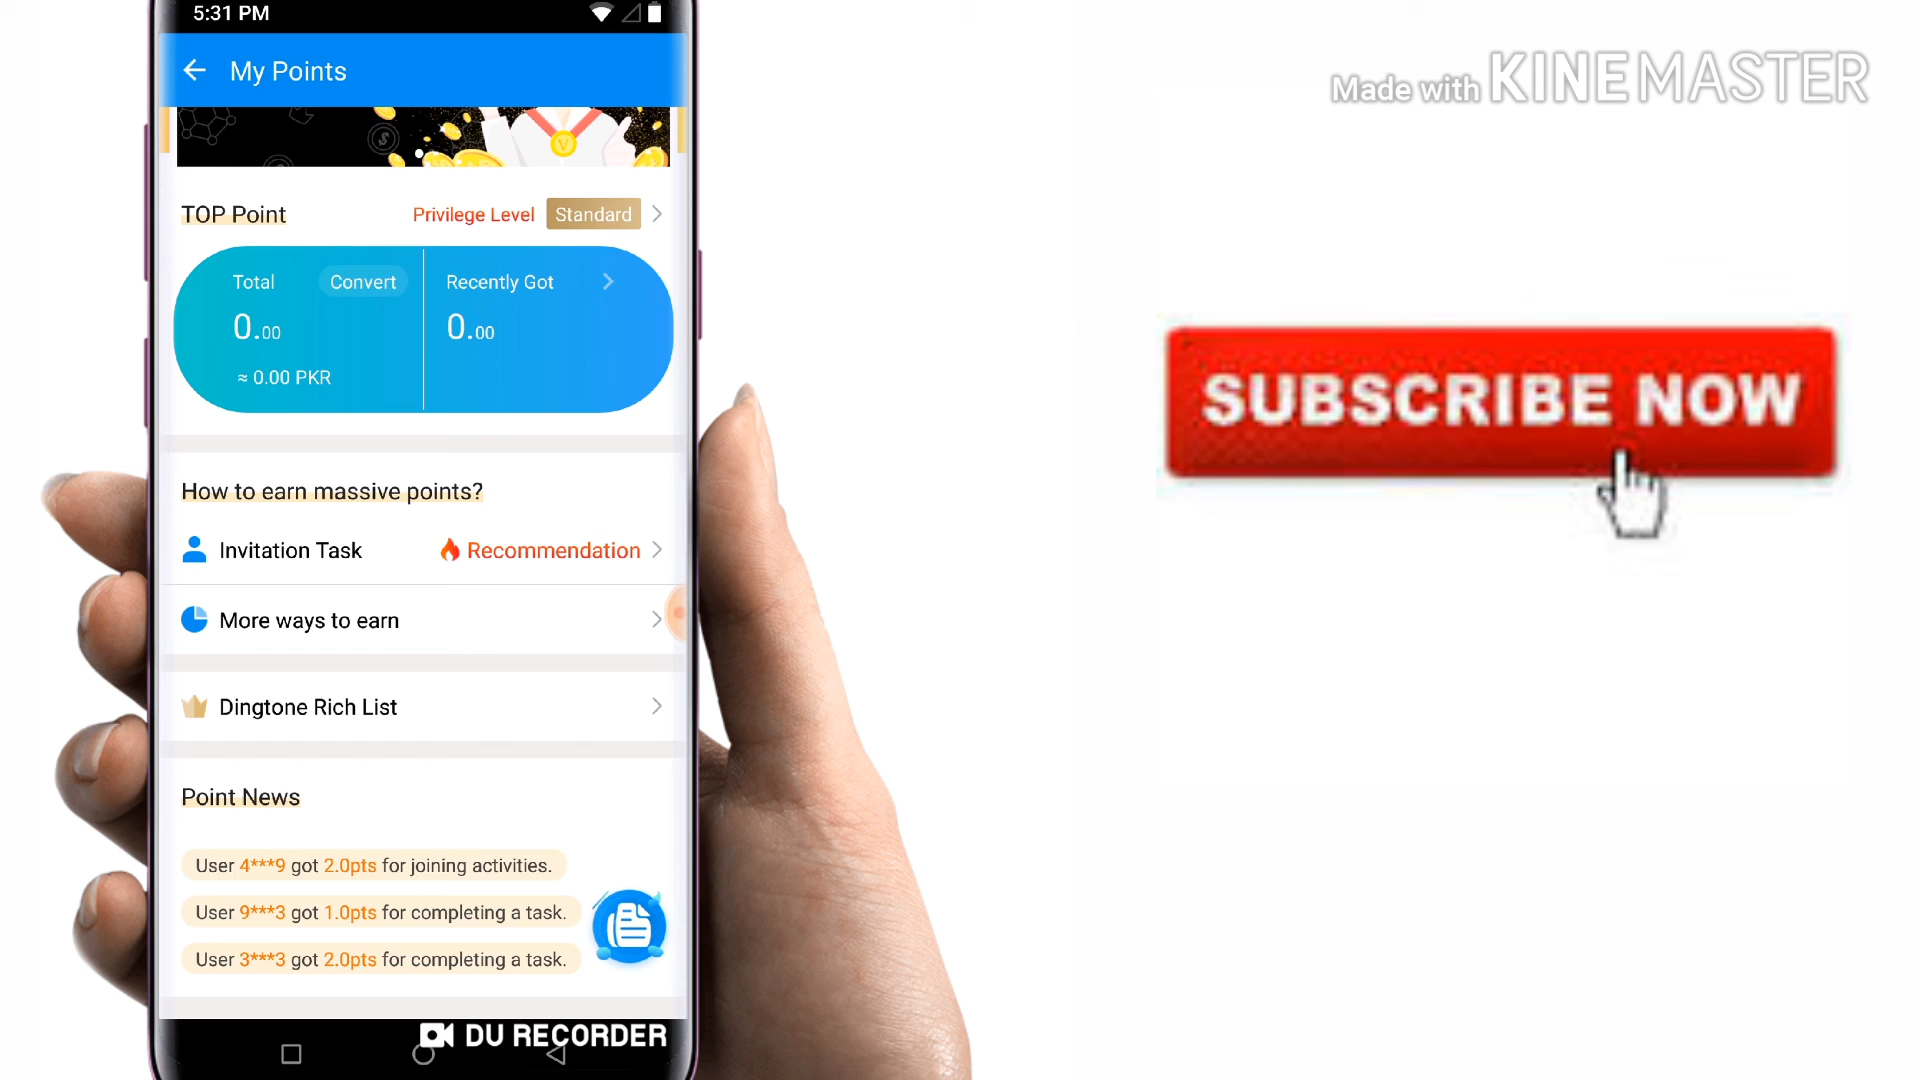 5:31 PM
My Points
Made with KINEMASTER
TOP Point Privilege Level Standard
Total Convert Recently Got
0.00 0.00
≈ 0.00 PKR
SUBSCRIBE NOW
How to earn massive points?
Invitation Task Recommendation
More ways to earn
Dingtone Rich List
Point News
User 4***9 got 2.0pts for joining activities.
User 9***3 got 1.0pts for completing a task.
User 3***3 got 2.0pts for completing a task.
DU RECORDER